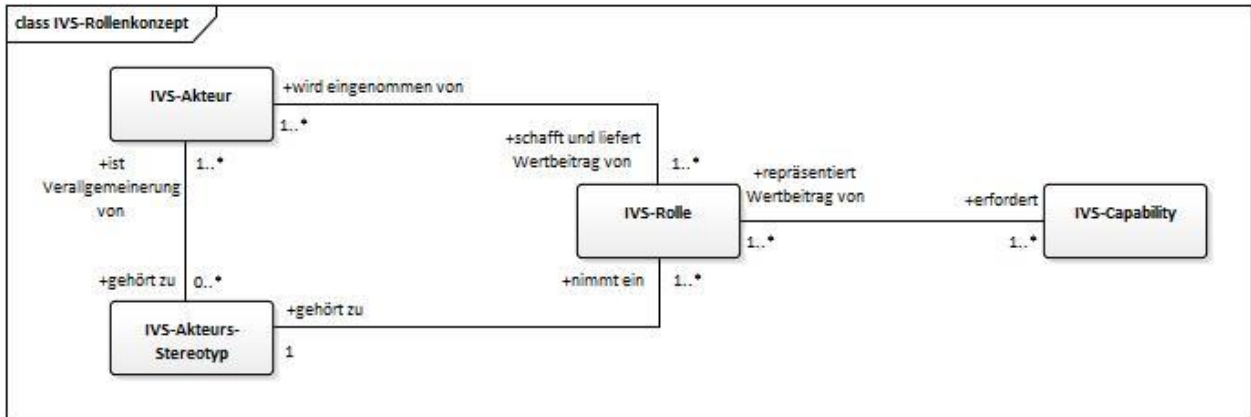 class IVS-Rollenkonzept
IVS-Akteur
+wird eingenommen von
1..*
+ist
Verallgemeinerung
von
1..*
+schafft und liefert
Wertbeitrag von
1..*
+repräsentiert
Wertbeitrag von
IVS-Rolle
+erfordert
IVS-Capability
1..*
1..*
+gehört zu
0..*
+nimmt ein
1..*
IVS-Akteurs-
Stereotyp
+gehört zu
1